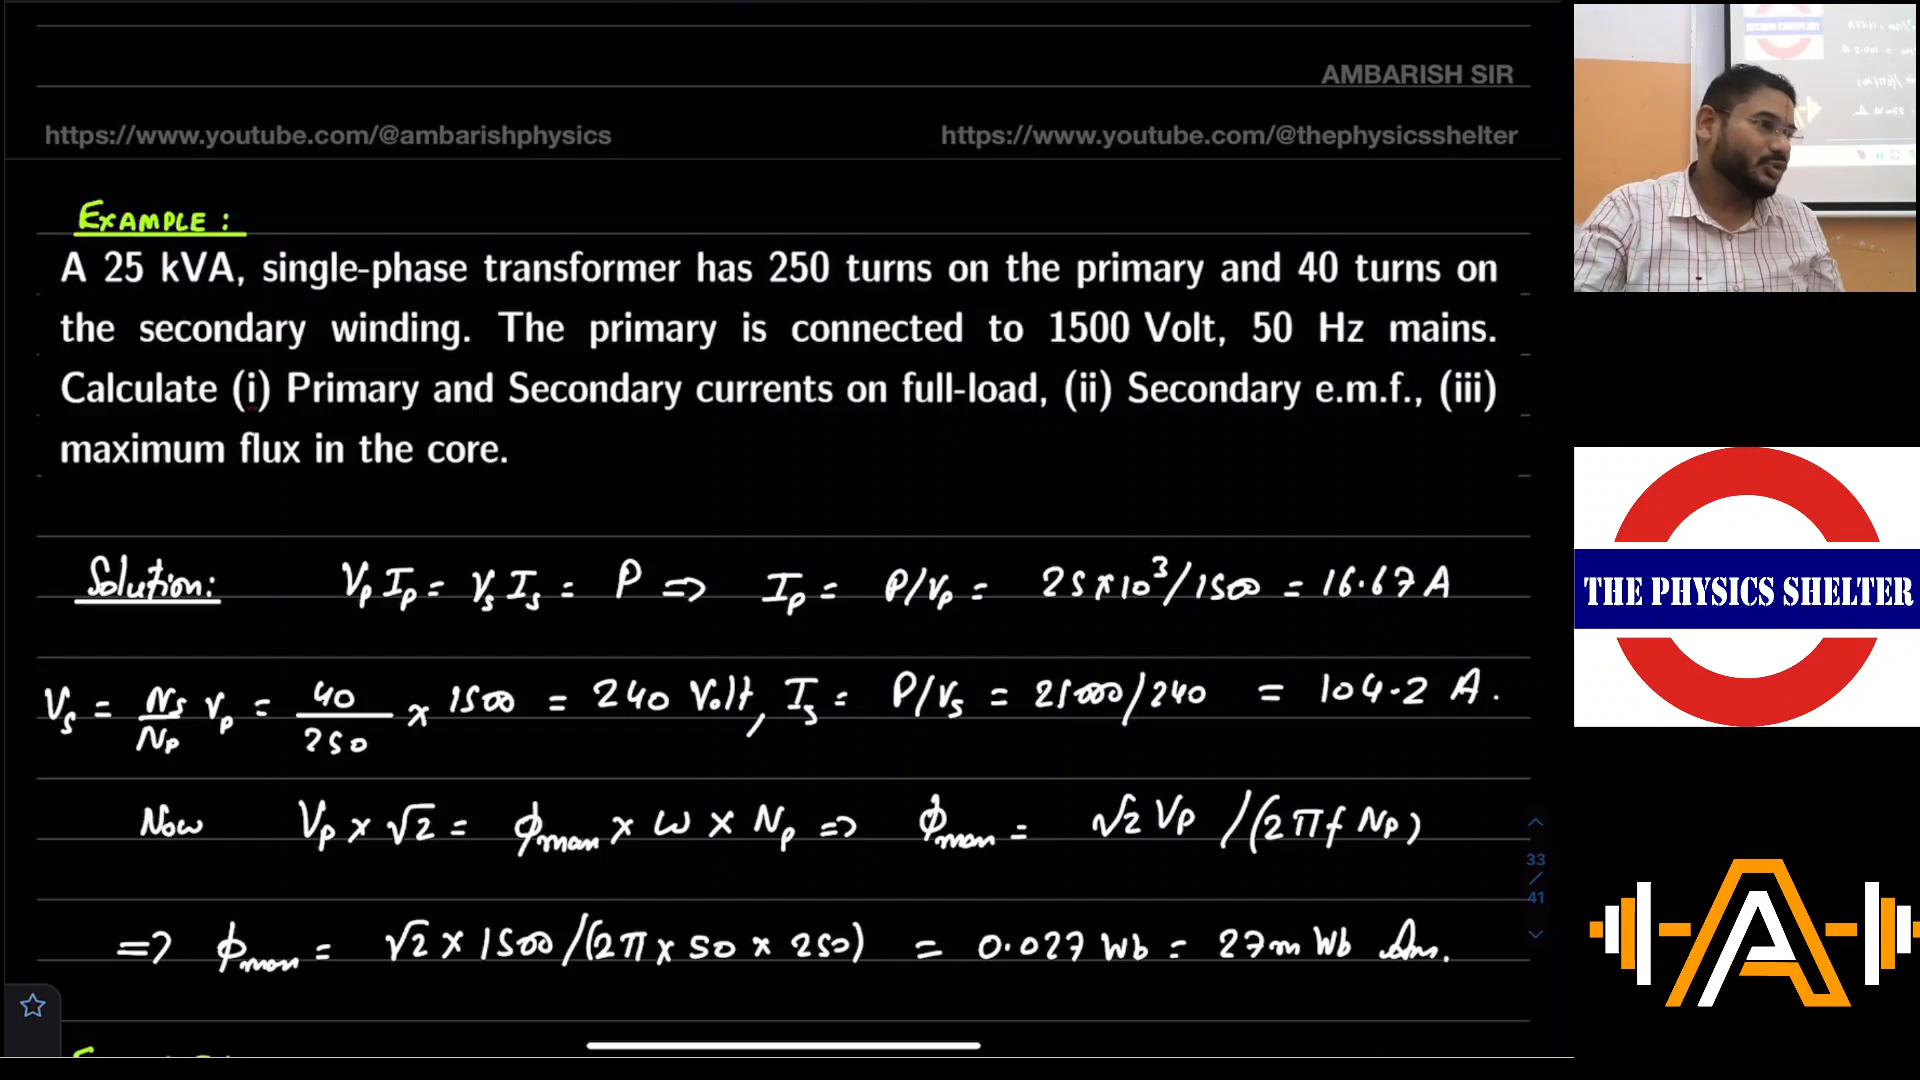 AMBARISH SIR
https://www.youtube.com/@ambarishphysics https://www.youtube.com/@thephysicsshelter
EXAMPLE:
A 25 kVA, single-phase transformer has 250 turns on the primary and 40 turns on
the secondary winding. The primary is connected to 1500 Volt, 50 Hz mains.
Calculate (i) Primary and Secondary currents on full-load, (ii) Secondary e.m.f., (iii)
maximum flux in the core.
Solution: VpIp = VsIs = P => Ip = P/Vp = 25×10³/1500 = 16.67 A
Vs = Ns/Np Vp = 40/250 × 1500 = 240 Volt, Is = P/Vs = 25000/240 = 104.2 A.
Now Vp × √2 = ϕmax × ω × Np => ϕmax = √2 Vp /(2πf Np)
=> ϕmax = √2 × 1500/(2π × 50 × 250) = 0.027 Wb = 27m Wb Ans.
33
/
41
THE PHYSICS SHELTER